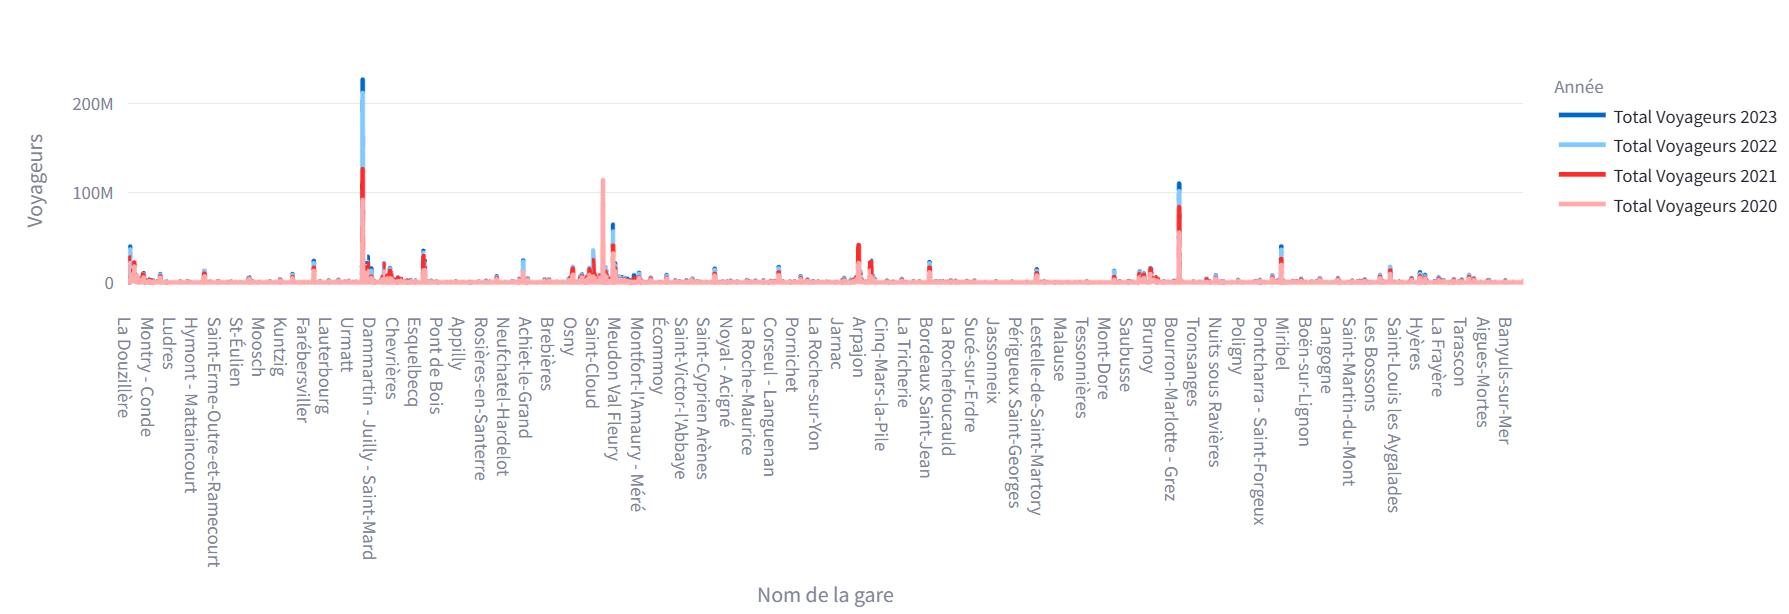 Voyageurs
200M
100M
0
La Douzillère
Montry - Conde
Ludres
Hymont - Mattaincourt
Saint-Erme-Outre-et-Ramecourt
St-Éulien
Moosch
Kuntzig
Farébersviller
Lauterbourg
Urmatt
Dammartin - Juilly - Saint-Mard
Chevrières
Esquelbecq
Pont de Bois
Appilly
Rosières-en-Santerre
Neufchatel-Hardelot
Achiet-le-Grand
Brebières
Osny
Saint-Cloud
Meudon Val Fleury
Montfort-l'Amaury - Méré
Écommoy
Saint-Victor-l'Abbaye
Saint-Cyprien Arènes
Noyal - Acigné
La Roche-Maurice
Corseul - Languenan
Pornichet
La Roche-sur-Yon
Jarnac
Arpajon
Cinq-Mars-la-Pile
La Tricherie
Bordeaux Saint-Jean
La Rochefoucauld
Sucé-sur-Erdre
Jassonneix
Périgueux Saint-Georges
Lestelle-de-Saint-Martory
Malause
Tessonnières
Mont-Dore
Saubusse
Brunoy
Bourron-Marlotte - Grez
Tronsanges
Nuits sous Ravières
Poligny
Pontcharra - Saint-Forgeux
Miribel
Boën-sur-Lignon
Langogne
Saint-Martin-du-Mont
Les Bossons
Saint-Louis les Aygalades
Hyères
La Frayère
Tarascon
Aigues-Mortes
Banyuls-sur-Mer
Nom de la gare
Année
Total Voyageurs 2023
Total Voyageurs 2022
Total Voyageurs 2021
Total Voyageurs 2020